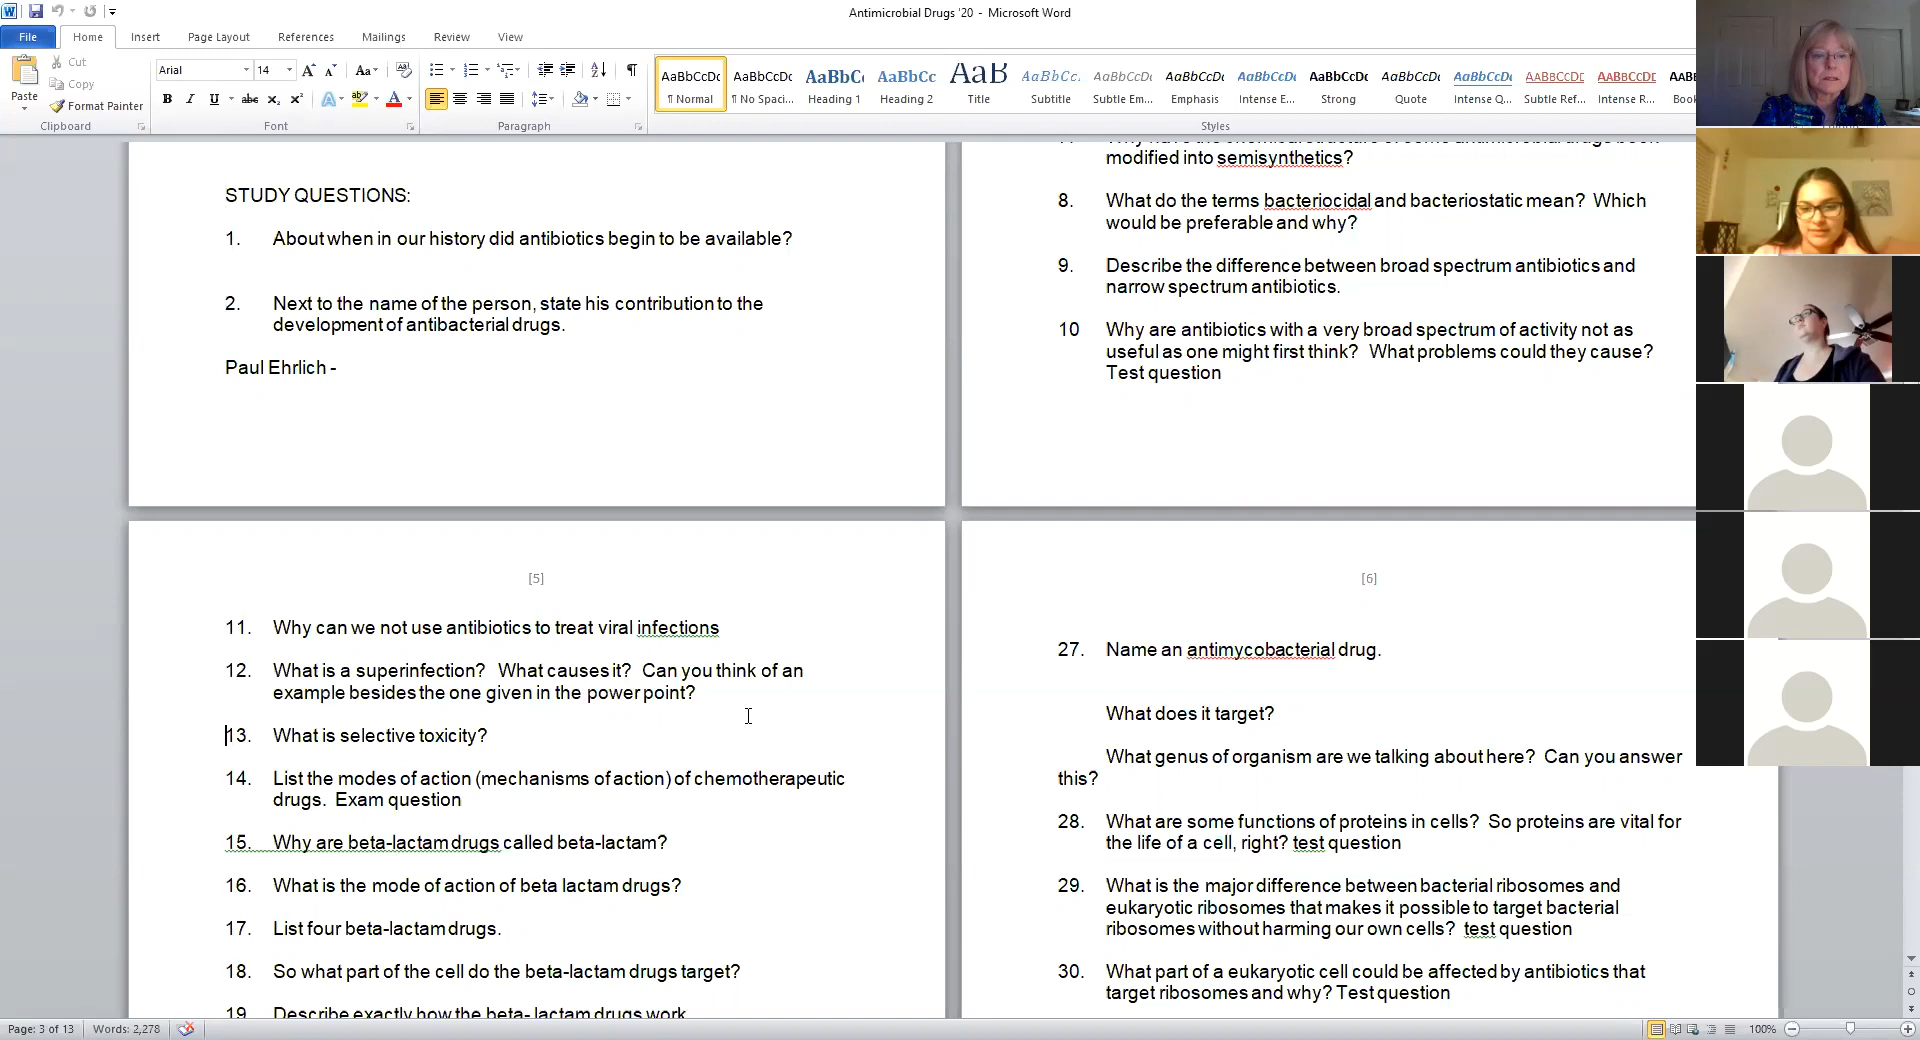 Antimicrobial Drugs '20 - Microsoft Word
File Home Insert Page Layout References Mailings Review View
Paste
Cut
Copy
Format Painter
Clipboard
Arial 14
Font
Paragraph
AaBbCcDc AaBbCcDc AaBbC AaBbCc AaB AaBbCc. AaBbCcDc AaBbCcDc AaBbCcDc AaBbCcDc AaBbCcDc AaBbCcDc AABBCCDE AABBCCDE AABB
¶ Normal ¶ No Spaci... Heading 1 Heading 2 Title Subtitle Subtle Em... Emphasis Intense E... Strong Quote Intense Q... Subtle Ref... Intense R... Book
Styles
STUDY QUESTIONS:
1. About when in our history did antibiotics begin to be available?
2. Next to the name of the person, state his contribution to the
development of antibacterial drugs.
Paul Ehrlich -
modified into semisynthetics?
8. What do the terms bacteriocidal and bacteriostatic mean? Which
would be preferable and why?
9. Describe the difference between broad spectrum antibiotics and
narrow spectrum antibiotics.
10 Why are antibiotics with a very broad spectrum of activity not as
useful as one might first think? What problems could they cause?
Test question
[5]
11. Why can we not use antibiotics to treat viral infections
12. What is a superinfection? What causes it? Can you think of an
example besides the one given in the power point?
13. What is selective toxicity?
14. List the modes of action (mechanisms of action) of chemotherapeutic
drugs. Exam question
15. Why are beta-lactam drugs called beta-lactam?
16. What is the mode of action of beta lactam drugs?
17. List four beta-lactam drugs.
18. So what part of the cell do the beta-lactam drugs target?
19. Describe exactly how the beta- lactam drugs work
[6]
27. Name an antimycobacterial drug.
What does it target?
What genus of organism are we talking about here? Can you answer
this?
28. What are some functions of proteins in cells? So proteins are vital for
the life of a cell, right? test question
29. What is the major difference between bacterial ribosomes and
eukaryotic ribosomes that makes it possible to target bacterial
ribosomes without harming our own cells? test question
30. What part of a eukaryotic cell could be affected by antibiotics that
target ribosomes and why? Test question
Page: 3 of 13 Words: 2,278 100%